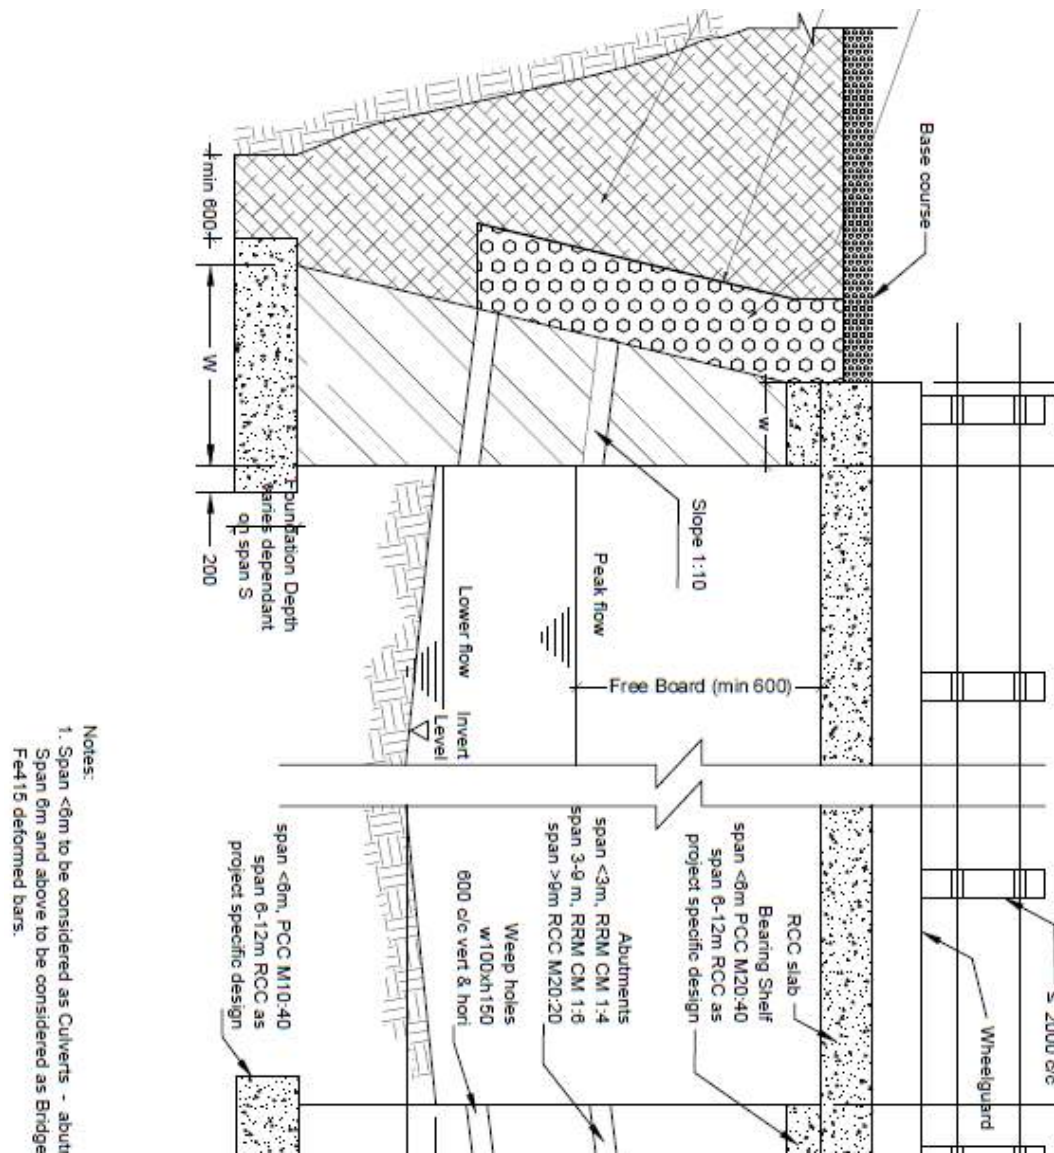 ≤ 2000 c/c
Wheelguard
Base course
RCC slab
Bearing Shelf
span <6m PCC M20:40
span 6-12m RCC as
project specific design
w
Slope 1:10
Free Board (min 600)
Peak flow
Abutments
span <3m, RRM CM 1:4
span 3-9 m, RRM CM 1:6
span >9m RCC M20:20
Lower flow
Invert
Level
Weep holes
w100xh150
600 c/c vert & hori
min 600
W
200
Foundation Depth
varies dependant
on span S
span <6m, PCC M10:40
span 6-12m RCC as
project specific design
Notes:
1. Span <6m to be considered as Culverts - abut
Span 6m and above to be considered as Bridge
Fe415 deformed bars.